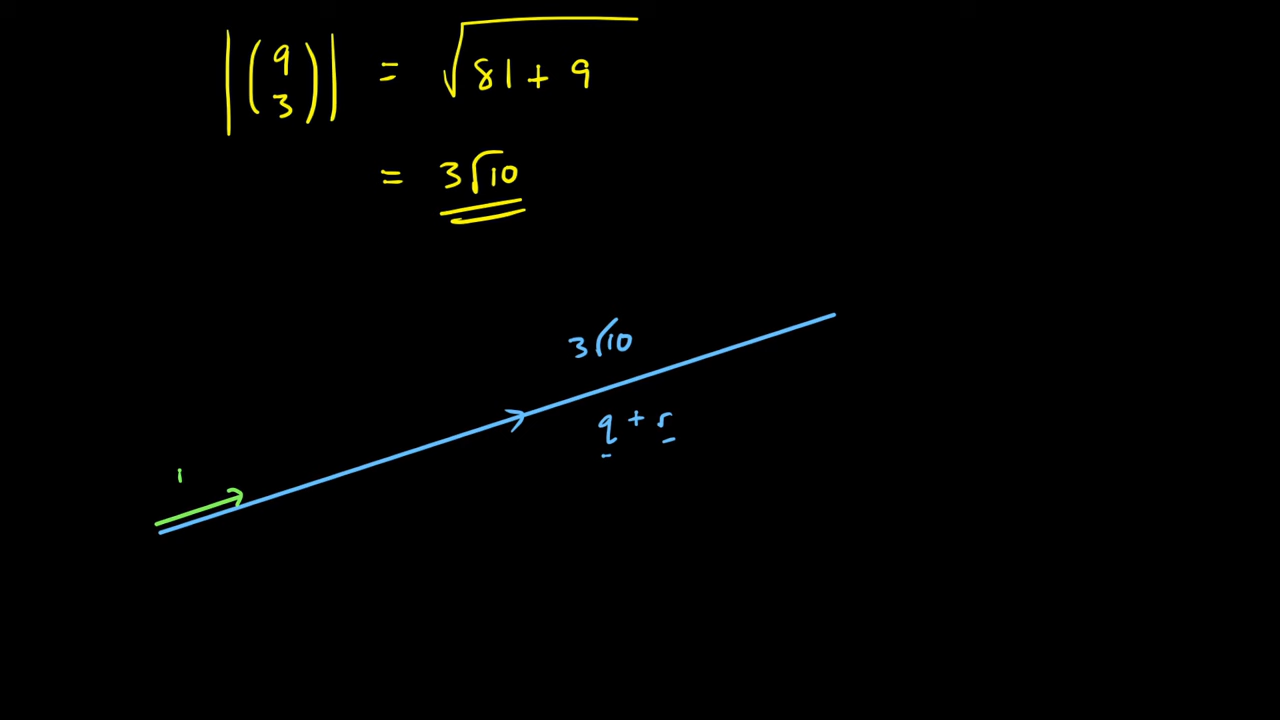 |(9 3)| = √81 + 9
= 3√10
3√10
q + r
1